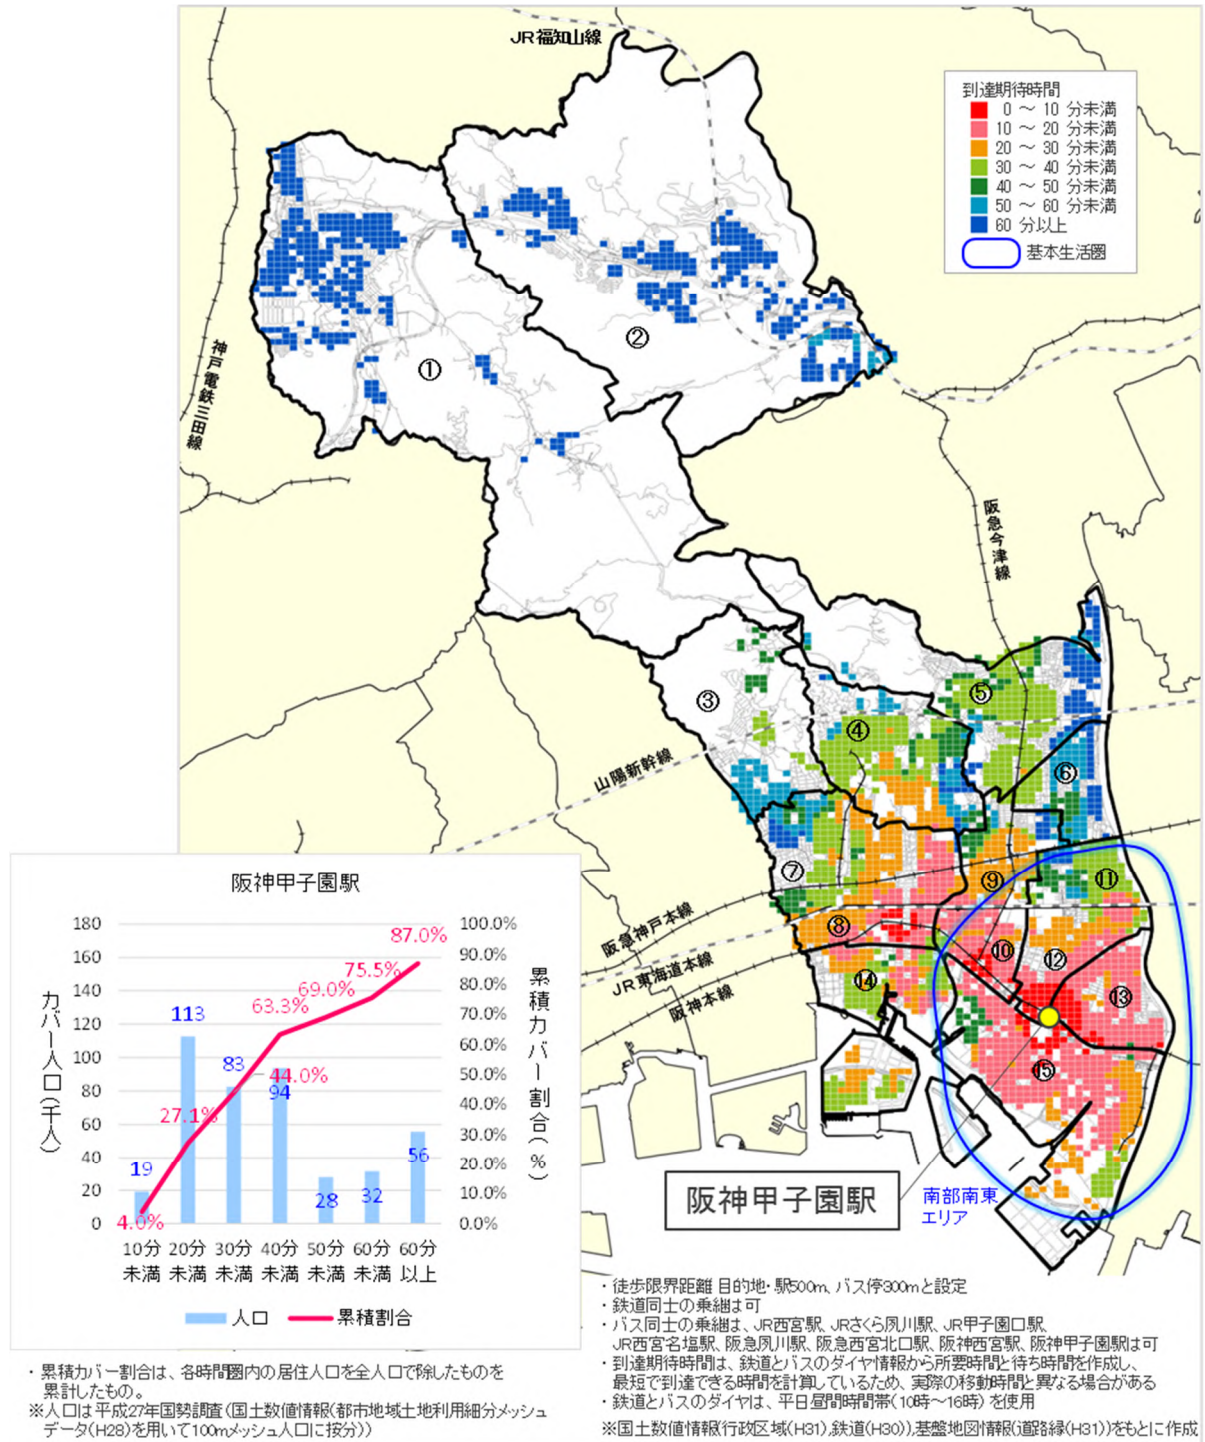 JR福知山線
到達期待時間
0 ～ 10 分未満
10 ～ 20 分未満
20 ～ 30 分未満
30 ～ 40 分未満
40 ～ 50 分未満
50 ～ 60 分未満
60 分以上
基本生活圏
神戸電鉄三田線
①
②
阪急今津線
③
④
⑤
⑥
山陽新幹線
⑦
⑧
⑨
⑩
⑪
⑫
⑬
⑭
⑮
阪急神戸本線
JR東海道本線
阪神本線
阪神甲子園駅
南部南東
エリア
阪神甲子園駅
カバー人口(千人)
180
160
140
120
100
80
60
40
20
0
累積カバー割合(%)
100.0%
90.0%
80.0%
70.0%
60.0%
50.0%
40.0%
30.0%
20.0%
10.0%
0.0%
19
113
83
94
28
32
56
4.0%
27.1%
44.0%
63.3%
69.0%
75.5%
87.0%
10分 20分 30分 40分 50分 60分 60分
未満 未満 未満 未満 未満 未満 以上
人口 累積割合
・累積カバー割合は、各時間圏内の居住人口を全人口で除したものを
累計したもの。
※人口は平成27年国勢調査(国土数値情報(都市地域土地利用細分メッシュ
データ(H28)を用いて100mメッシュ人口に按分))
・徒歩限界距離 目的地・駅500m、バス停300mと設定
・鉄道同士の乗継は可
・バス同士の乗継は、JR西宮駅、JRさくら夙川駅、JR甲子園口駅、
JR西宮名塩駅、阪急夙川駅、阪急西宮北口駅、阪神西宮駅、阪神甲子園駅は可
・到達期待時間は、鉄道とバスのダイヤ情報から所要時間と待ち時間を作成し、
最短で到達できる時間を計算しているため、実際の移動時間と異なる場合がある
・鉄道とバスのダイヤは、平日昼間時間帯(10時～16時)を使用
※国土数値情報(行政区域(H31),鉄道(H30)),基盤地図情報(道路縁(H31))をもとに作成